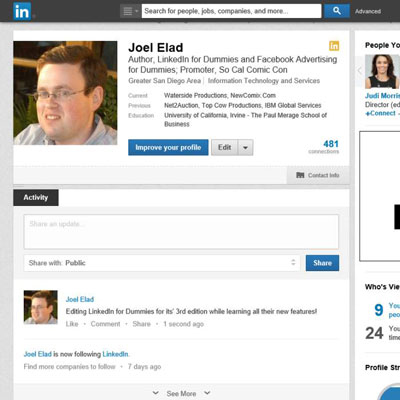 in
Search for people, jobs, companies, and more...
Advanced
Joel Elad
in
Author, LinkedIn for Dummies and Facebook Advertising
for Dummies; Promoter, So Cal Comic Con
Greater San Diego Area | Information Technology and Services
Current Waterside Productions, NewComix.Com
Previous Net2Auction, Top Cow Productions, IBM Global Services
Education University of California, Irvine - The Paul Merage School of
Business
Improve your profile
Edit
481
connections
Contact Info
Activity
Share an update...
Share with: Public
Share
Joel Elad
Editing LinkedIn for Dummies for its' 3rd edition while learning all their new features!
Like • Comment • Share • 1 second ago
Joel Elad is now following LinkedIn.
Find more companies to follow • 7 days ago
See More
People Yo
Judi Morris
Director (ed
Connect
Who's Vie
9 You
peo
24 You
time
Profile Str